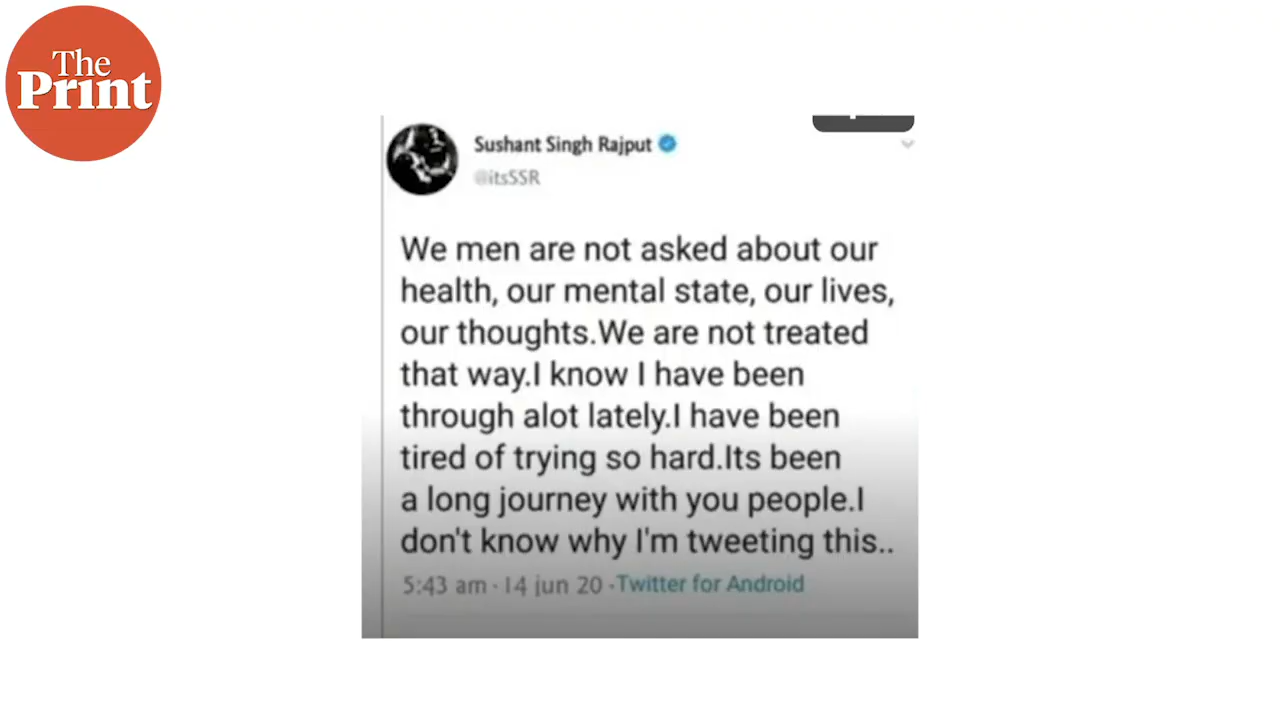 The
Print
Sushant Singh Rajput
@itsSSR
We men are not asked about our
health, our mental state, our lives,
our thoughts.We are not treated
that way.I know I have been
through alot lately.I have been
tired of trying so hard.Its been
a long journey with you people.I
don't know why I'm tweeting this..
5:43 am · 14 jun 20 ·Twitter for Android